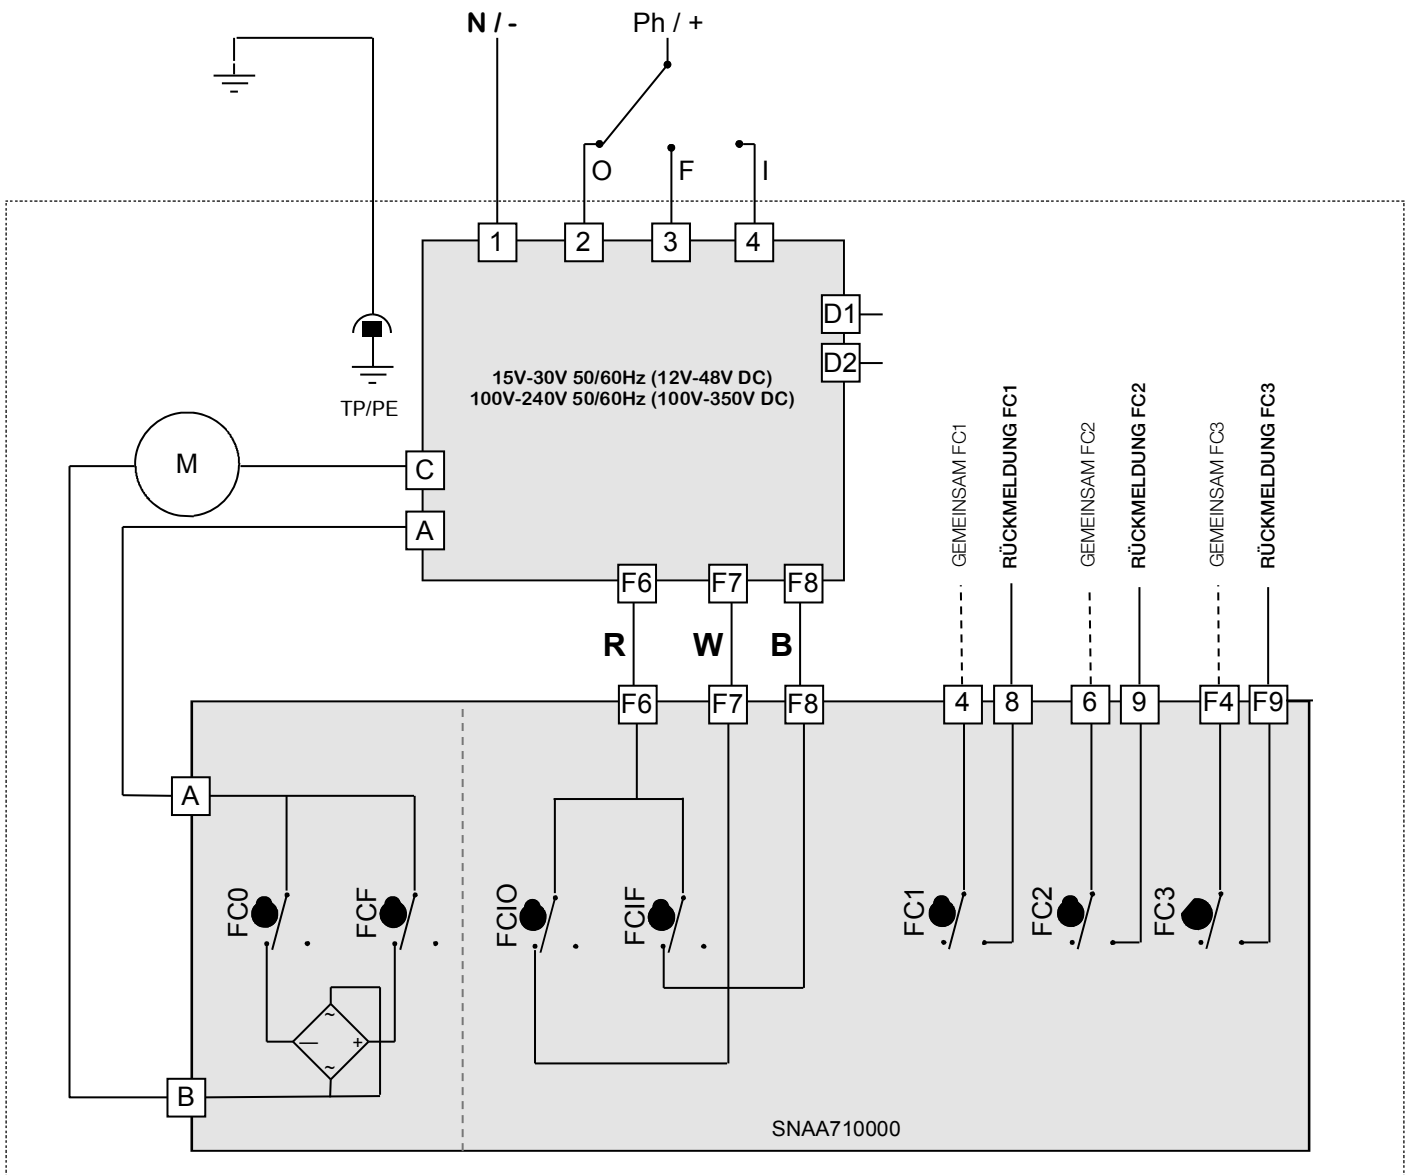 N / -
Ph / +
O
F
I
1
2
3
4
D1
D2
15V-30V 50/60Hz (12V-48V DC)
100V-240V 50/60Hz (100V-350V DC)
TP/PE
M
C
A
GEMEINSAM FC1
RÜCKMELDUNG FC1
GEMEINSAM FC2
RÜCKMELDUNG FC2
GEMEINSAM FC3
RÜCKMELDUNG FC3
F6
F7
F8
R
W
B
F6
F7
F8
4
8
6
9
F4
F9
A
FC0
FCF
FCIO
FCIF
FC1
FC2
FC3
~
—
+
~
B
SNAA710000